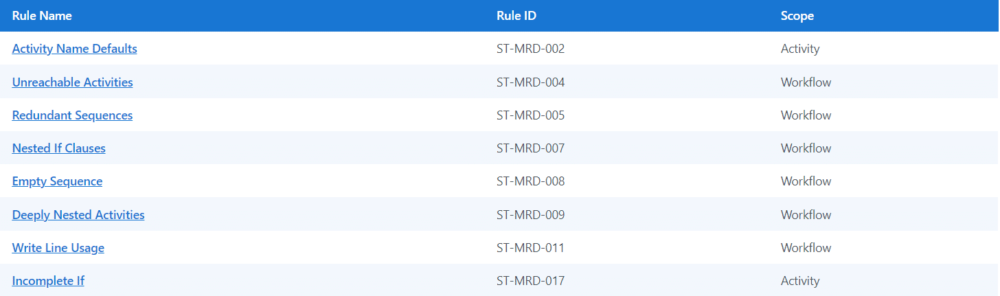 Rule Name Rule ID Scope
Activity Name Defaults ST-MRD-002 Activity
Unreachable Activities ST-MRD-004 Workflow
Redundant Sequences ST-MRD-005 Workflow
Nested If Clauses ST-MRD-007 Workflow
Empty Sequence ST-MRD-008 Workflow
Deeply Nested Activities ST-MRD-009 Workflow
Write Line Usage ST-MRD-011 Workflow
Incomplete If ST-MRD-017 Activity